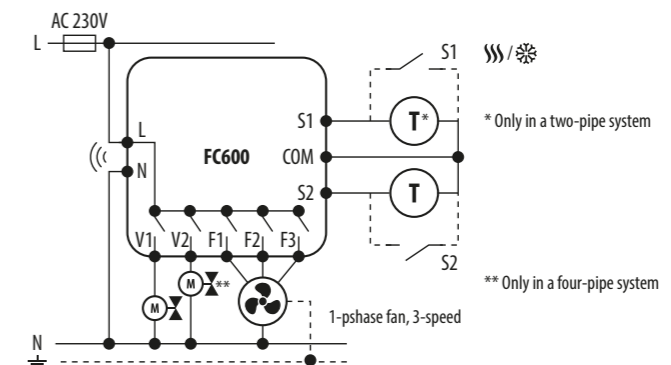 AC 230V
L
S1
/
L
S1
T*
* Only in a two-pipe system
N
FC600
COM
S2
T
V1 V2 F1 F2 F3
S2
M **
** Only in a four-pipe system
M
1-pshase fan, 3-speed
N